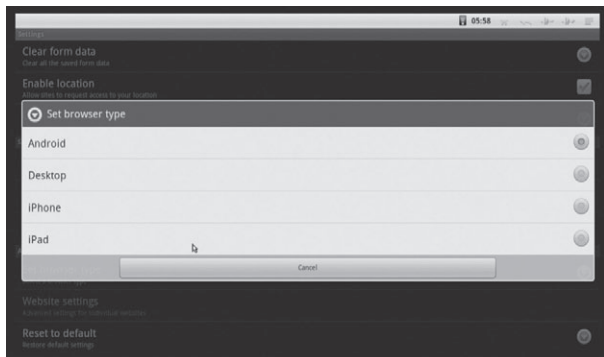 05:58
Settings
Clear form data
Clear all the saved form data
Enable location
Allow sites to request access to your location
Set browser type
Android
Desktop
iPhone
iPad
Cancel
Website settings
Advanced settings for individual websites
Reset to default
Restore default settings